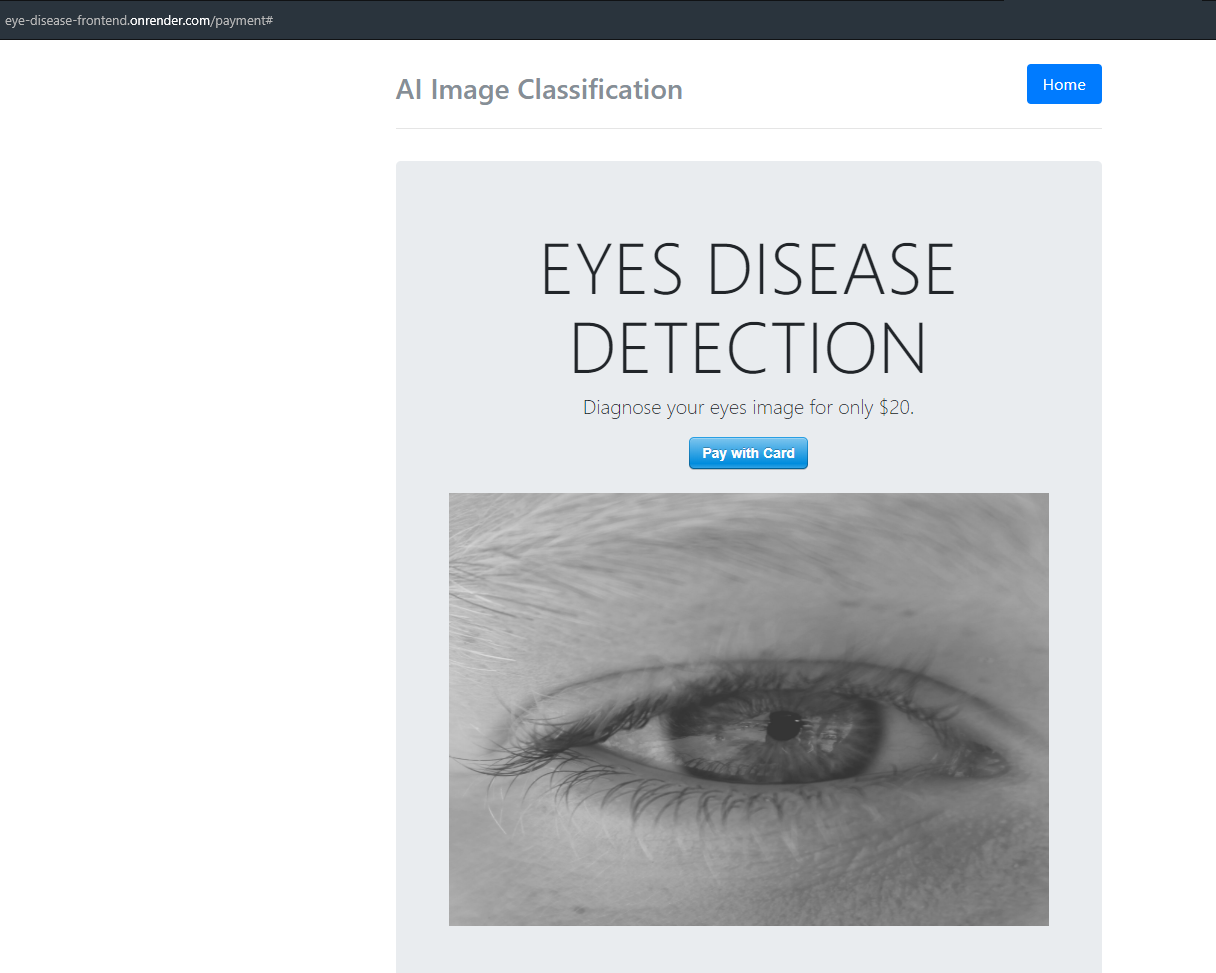 eye-disease-frontend.onrender.com/payment#
AI Image Classification
Home
EYES DISEASE
DETECTION
Diagnose your eyes image for only $20.
Pay with Card